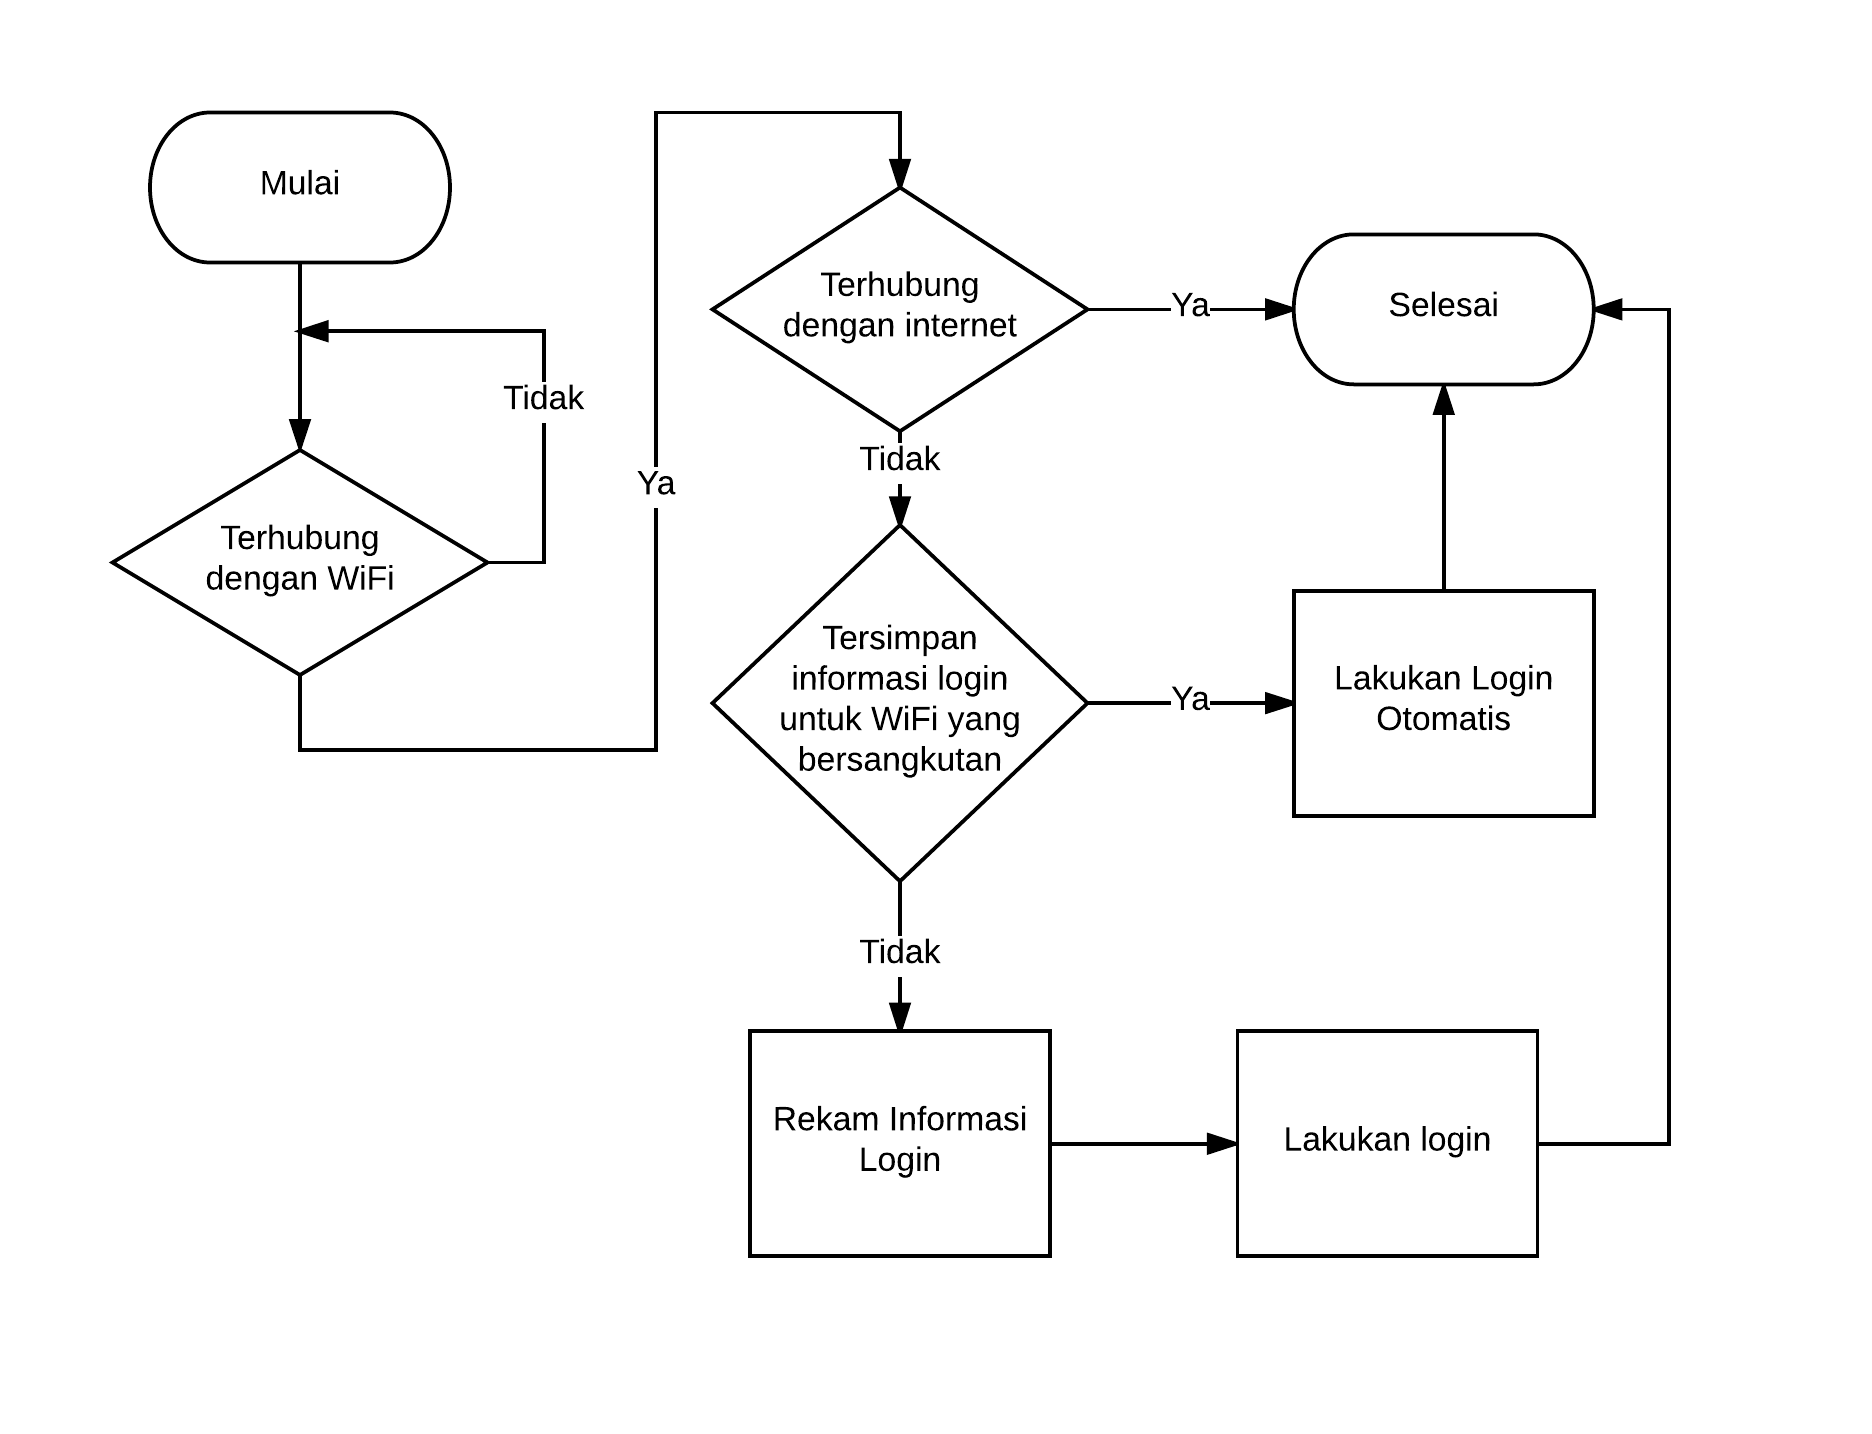 Mulai
Tidak
Terhubung
dengan WiFi
Ya
Terhubung
dengan internet
Ya
Selesai
Tidak
Tersimpan
informasi login
untuk WiFi yang
bersangkutan
Ya
Lakukan Login
Otomatis
Tidak
Rekam Informasi
Login
Lakukan login